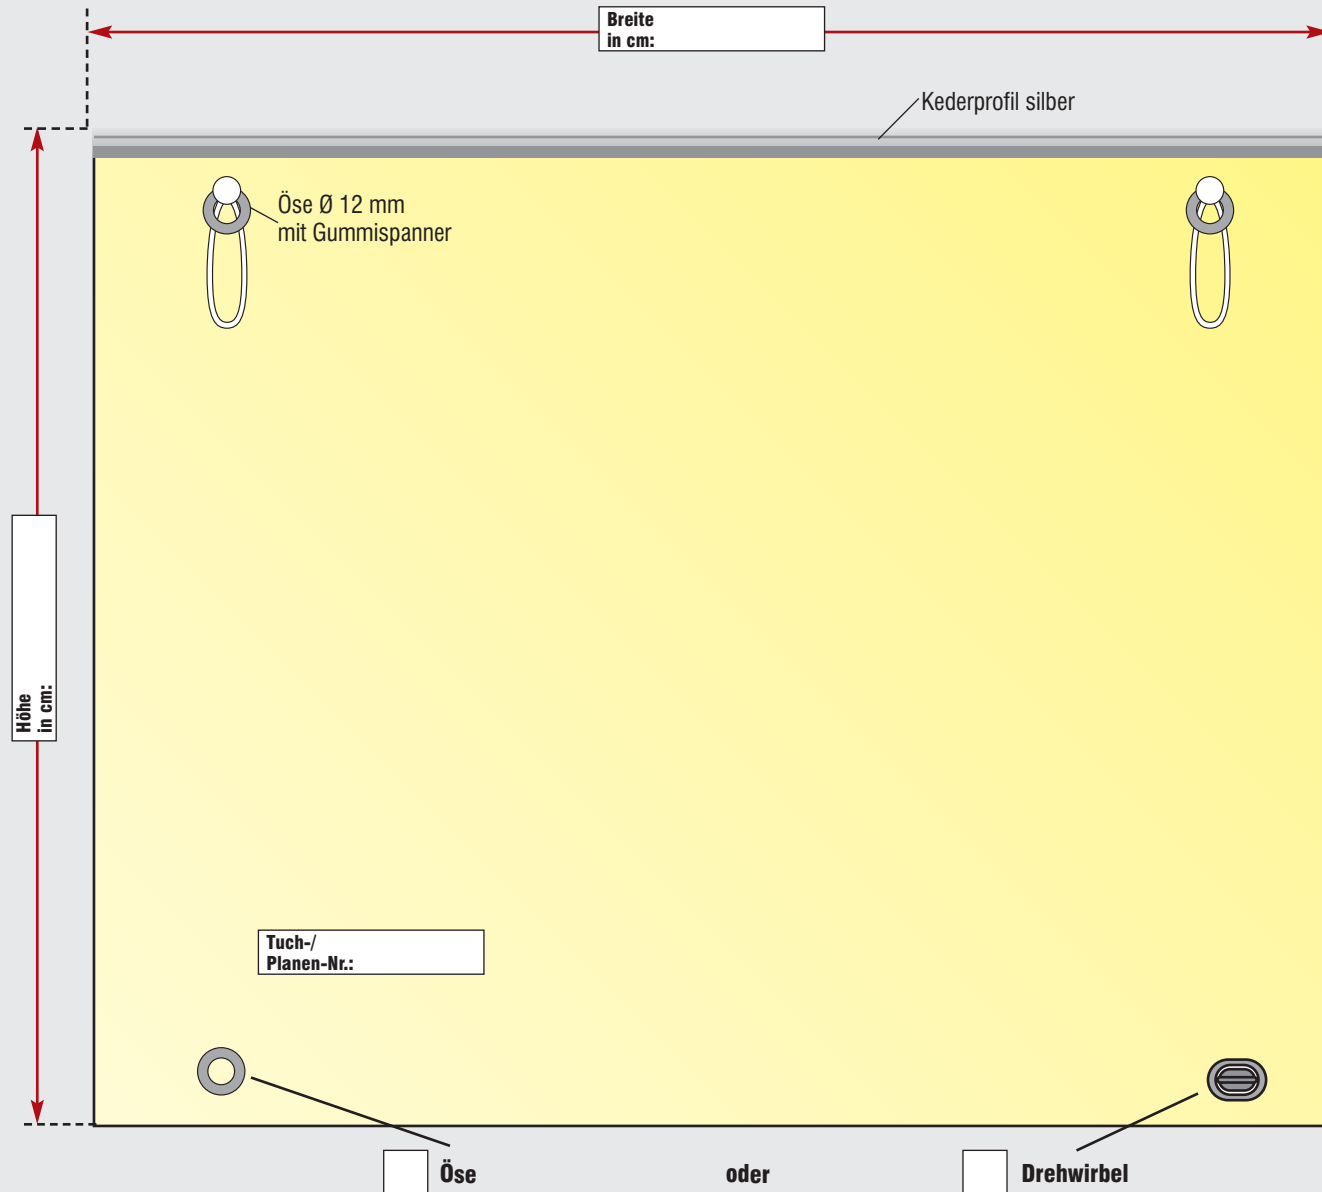 Breite
in cm:
Kederprofil silber
Öse Ø 12 mm
mit Gummispanner
Höhe
in cm:
Tuch-/
Planen-Nr.:
Öse oder Drehwirbel